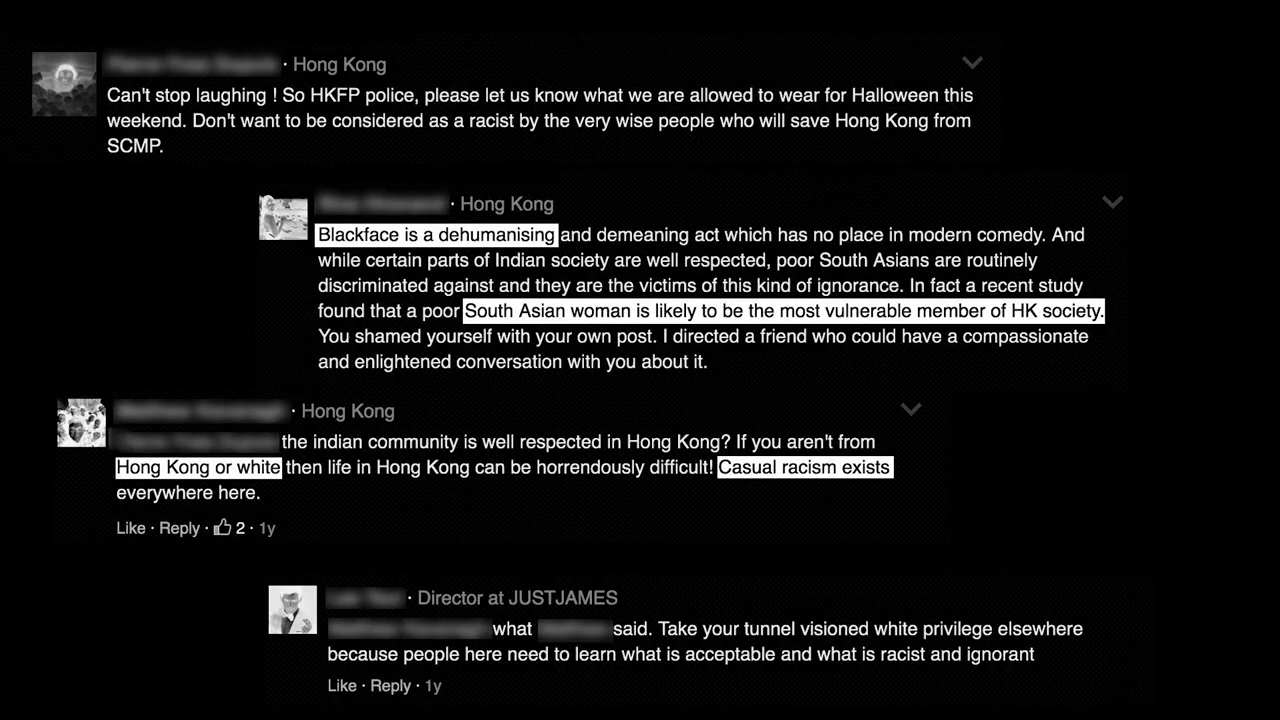 · Hong Kong
Can't stop laughing ! So HKFP police, please let us know what we are allowed to wear for Halloween this
weekend. Don't want to be considered as a racist by the very wise people who will save Hong Kong from
SCMP.
· Hong Kong
Blackface is a dehumanising and demeaning act which has no place in modern comedy. And
while certain parts of Indian society are well respected, poor South Asians are routinely
discriminated against and they are the victims of this kind of ignorance. In fact a recent study
found that a poor South Asian woman is likely to be the most vulnerable member of HK society.
You shamed yourself with your own post. I directed a friend who could have a compassionate
and enlightened conversation with you about it.
· Hong Kong
the indian community is well respected in Hong Kong? If you aren't from
Hong Kong or white then life in Hong Kong can be horrendously difficult! Casual racism exists
everywhere here.
Like · Reply · 2 · 1y
· Director at JUSTJAMES
what said. Take your tunnel visioned white privilege elsewhere
because people here need to learn what is acceptable and what is racist and ignorant
Like · Reply · 1y